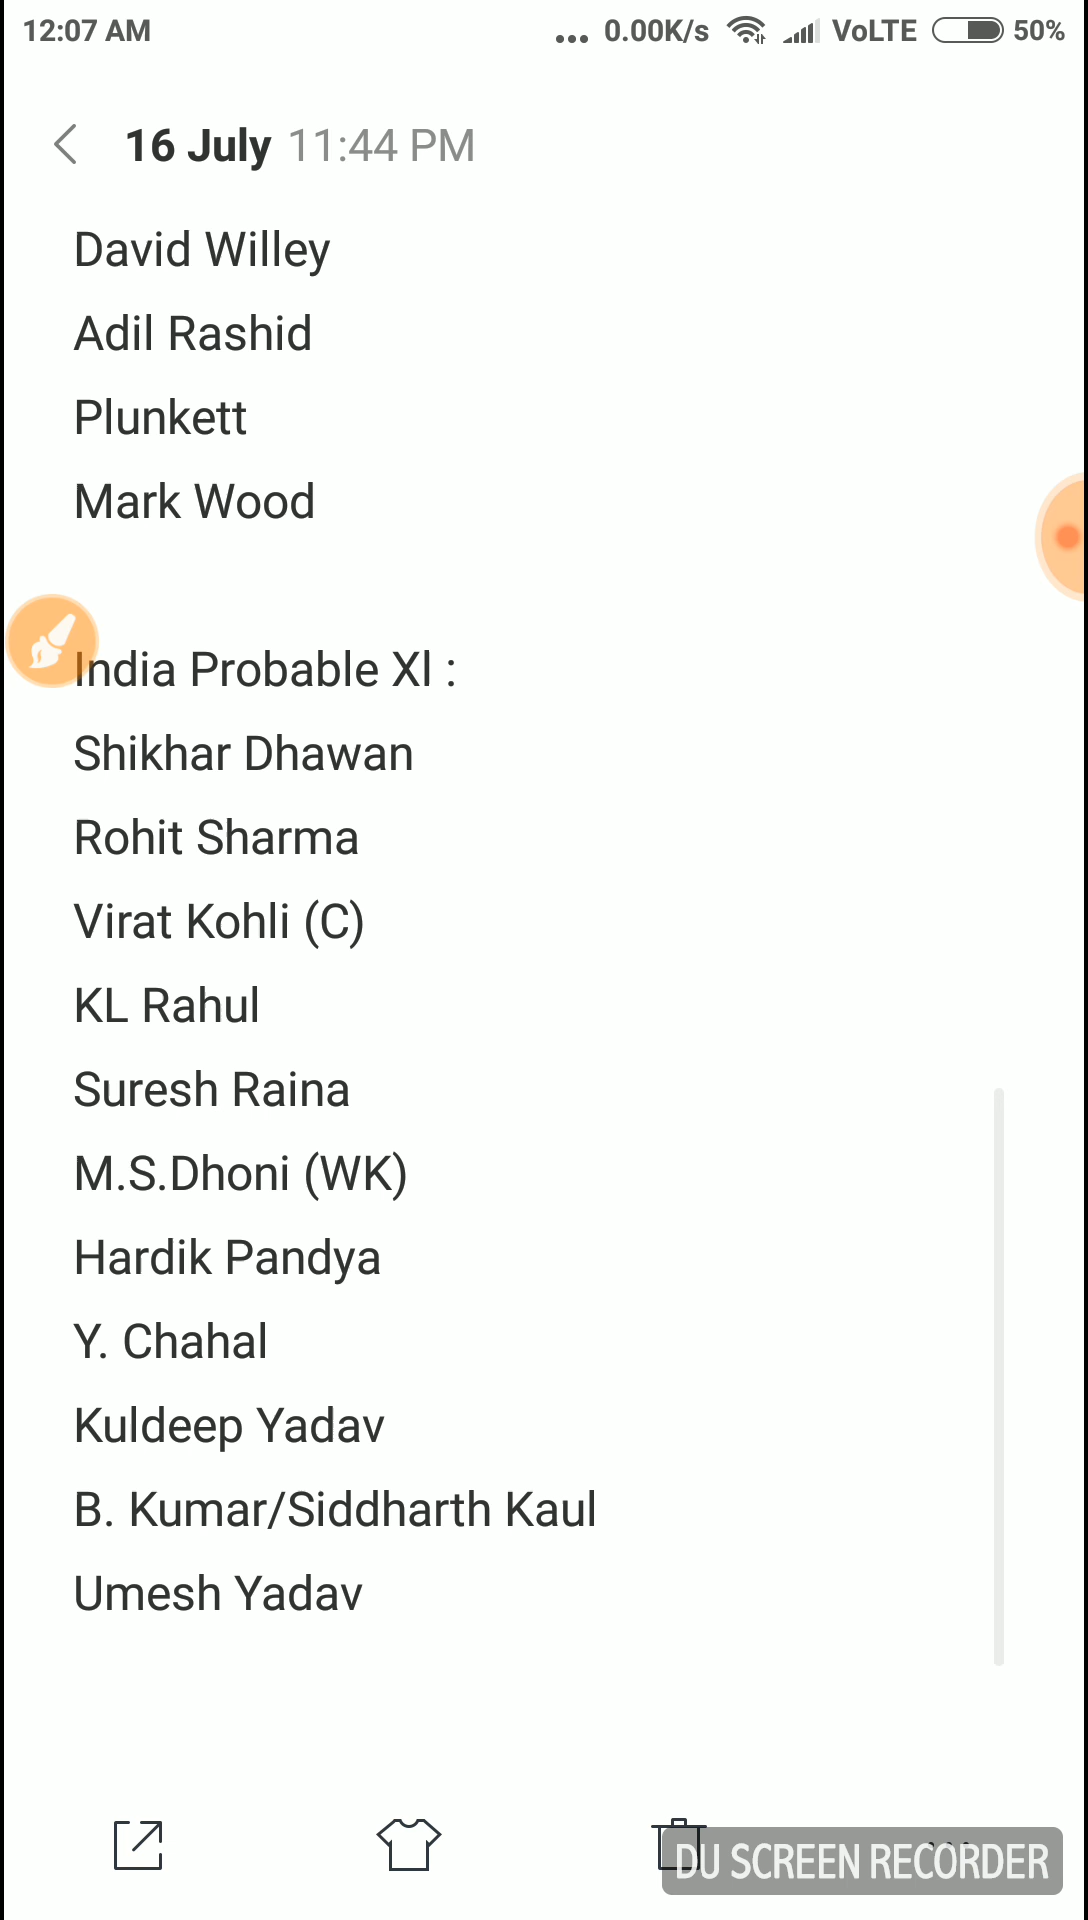 12:07 AM ... 0.00K/s VoLTE 50%
16 July 11:44 PM
David Willey
Adil Rashid
Plunkett
Mark Wood
India Probable Xl :
Shikhar Dhawan
Rohit Sharma
Virat Kohli (C)
KL Rahul
Suresh Raina
M.S.Dhoni (WK)
Hardik Pandya
Y. Chahal
Kuldeep Yadav
B. Kumar/Siddharth Kaul
Umesh Yadav
DU SCREEN RECORDER